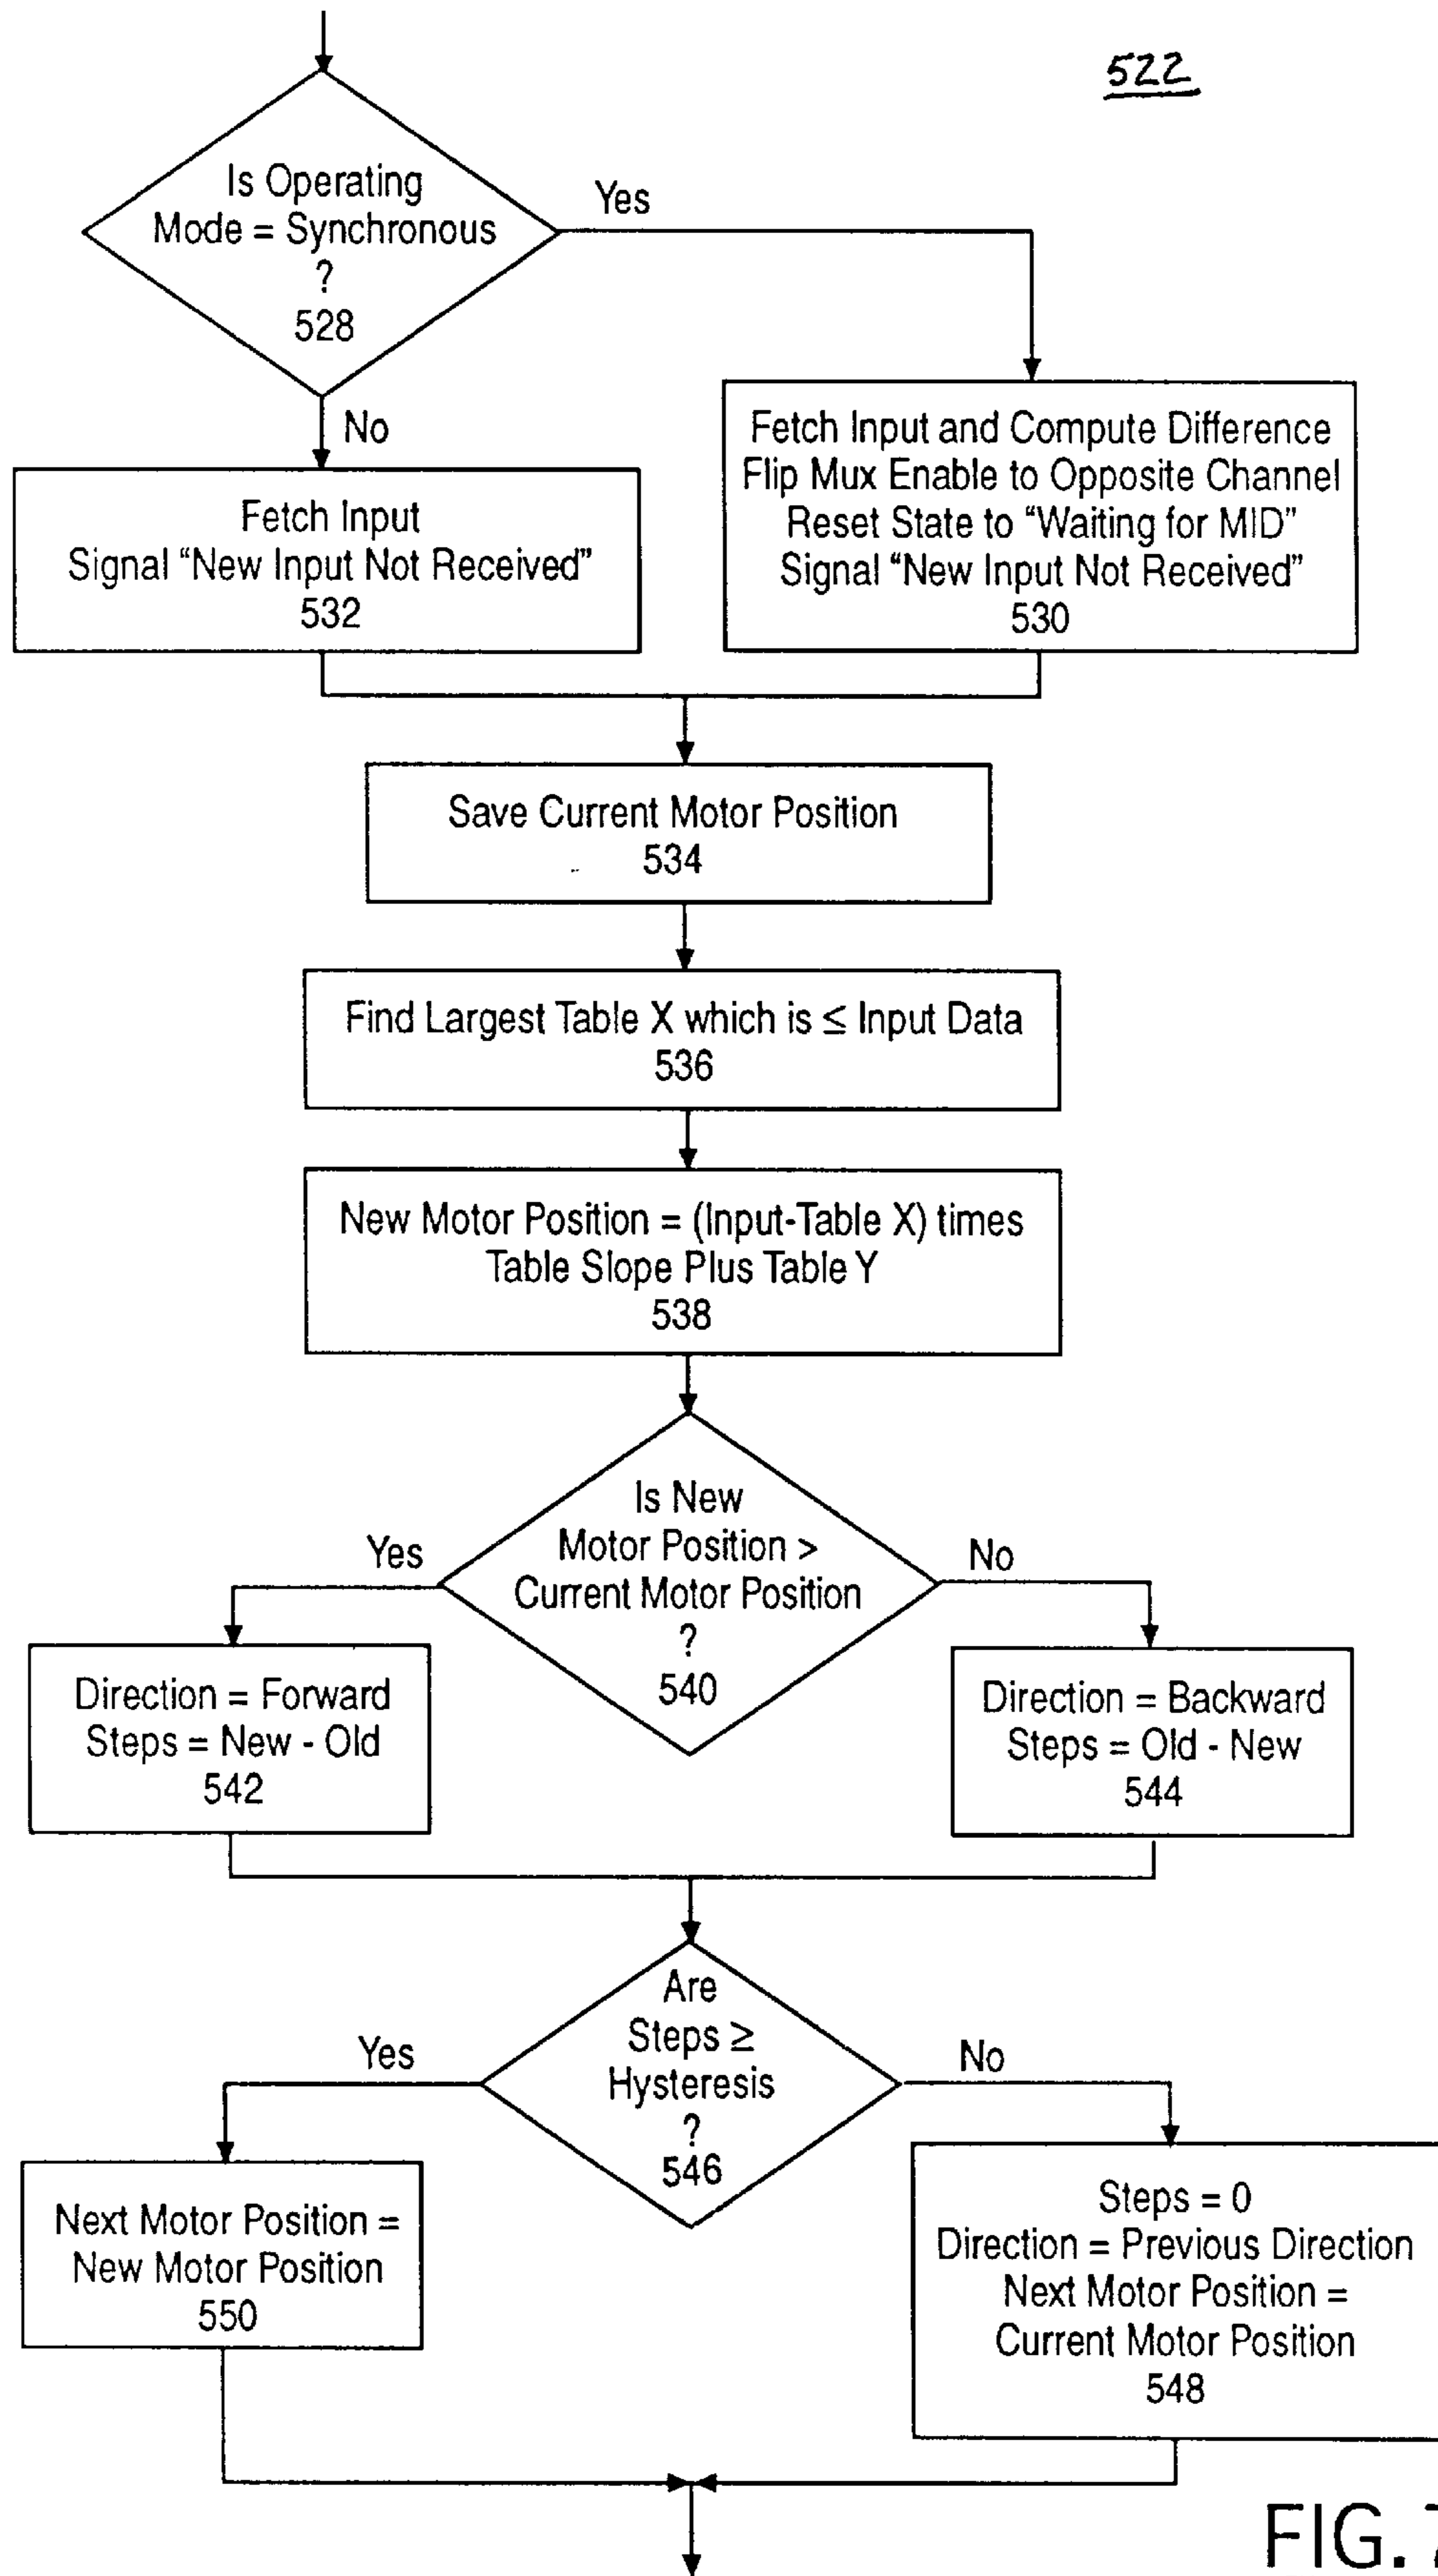 522
Is Operating
Mode = Synchronous
?
528
Yes
No
Fetch Input
Signal “New Input Not Received”
532
Fetch Input and Compute Difference
Flip Mux Enable to Opposite Channel
Reset State to “Waiting for MID”
Signal “New Input Not Received”
530
Save Current Motor Position
534
Find Largest Table X which is ≤ Input Data
536
New Motor Position = (Input-Table X) times
Table Slope Plus Table Y
538
Is New
Motor Position >
Current Motor Position
?
540
Yes
No
Direction = Forward
Steps = New - Old
542
Direction = Backward
Steps = Old - New
544
Are
Steps ≥
Hysteresis
?
546
Yes
No
Next Motor Position =
New Motor Position
550
Steps = 0
Direction = Previous Direction
Next Motor Position =
Current Motor Position
548
FIG.